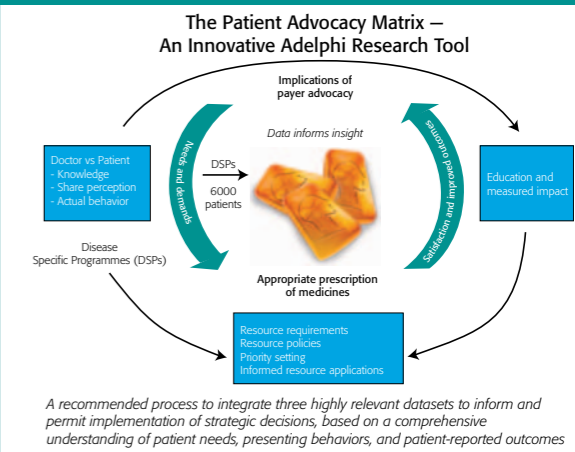 The Patient Advocacy Matrix –
An Innovative Adelphi Research Tool
Implications of
payer advocacy
Data informs insight
Needs and demands
Doctor vs Patient
- Knowledge
- Share perception
- Actual behavior
DSPs
6000
patients
Satisfaction and improved outcomes
Education and
measured impact
Disease
Specific Programmes (DSPs)
Appropriate prescription
of medicines
Resource requirements
Resource policies
Priority setting
Informed resource applications
A recommended process to integrate three highly relevant datasets to inform and
permit implementation of strategic decisions, based on a comprehensive
understanding of patient needs, presenting behaviors, and patient-reported outcomes